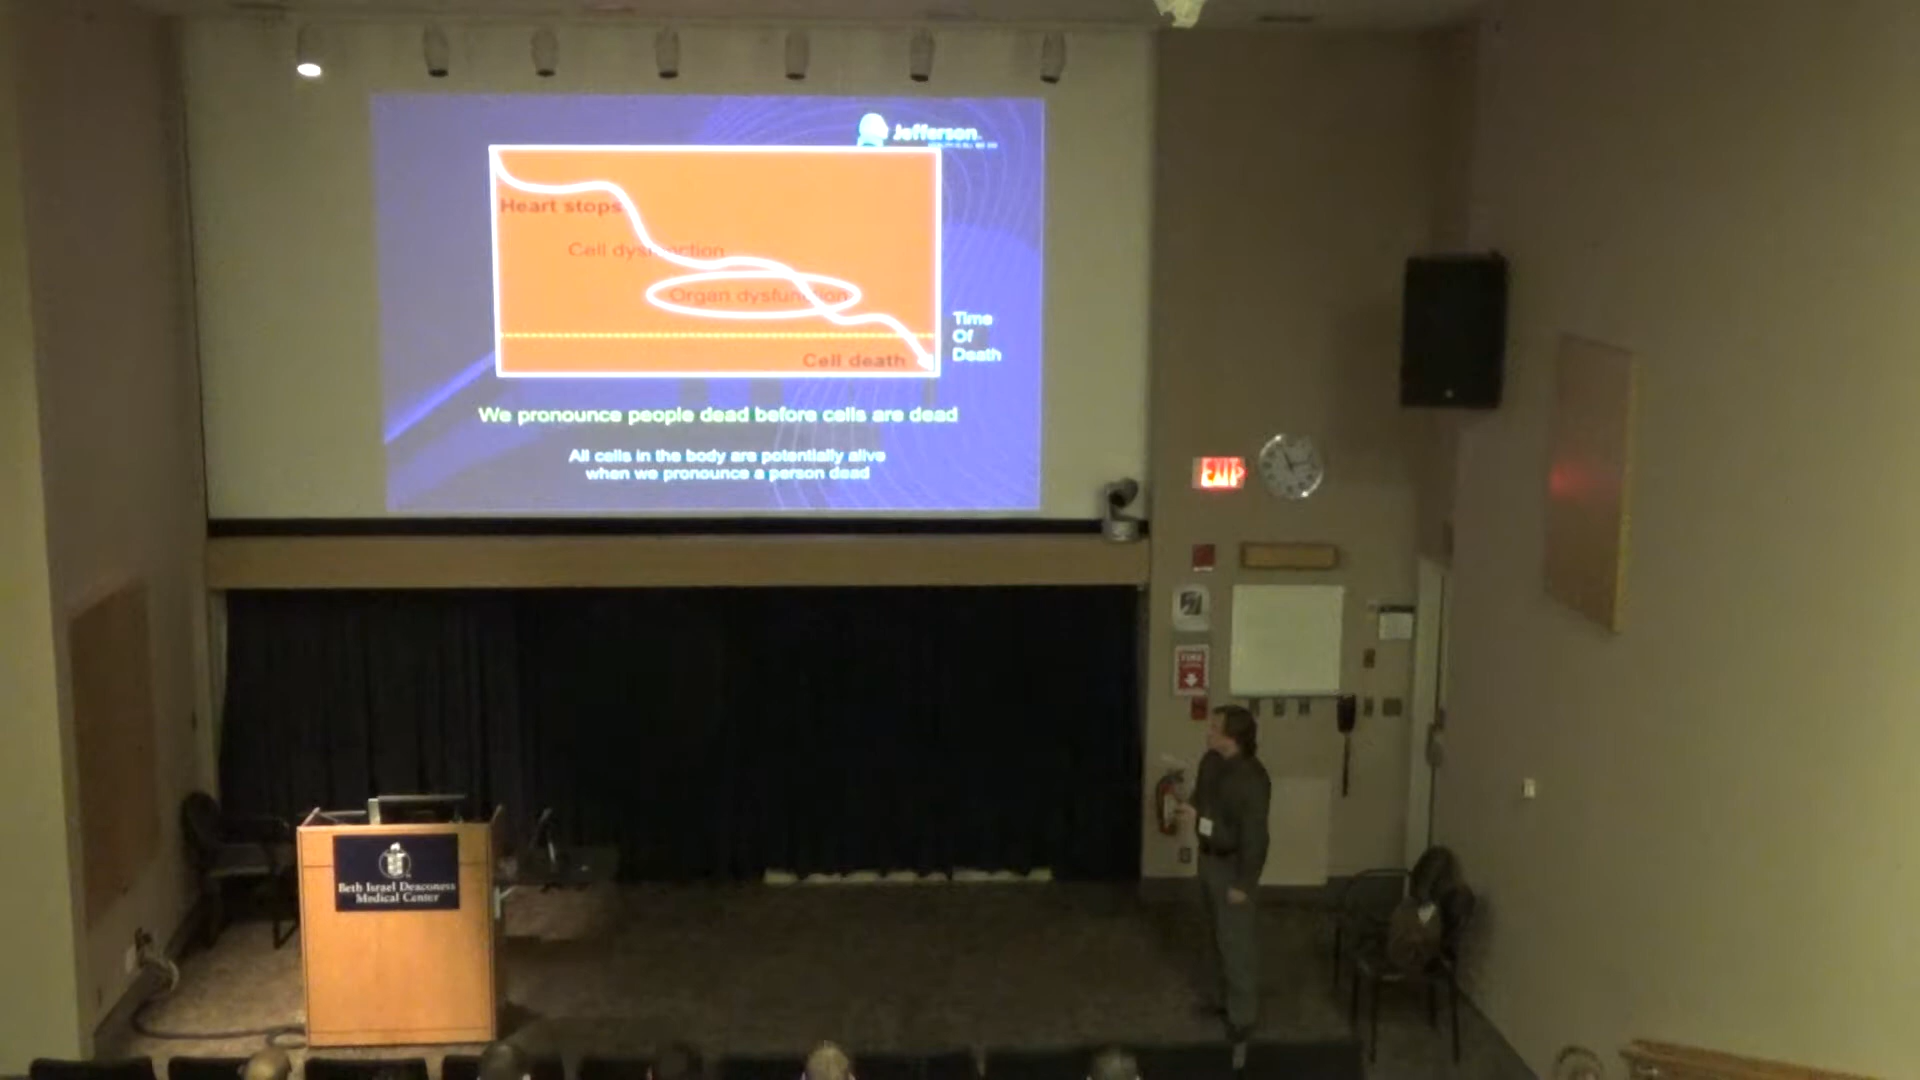 Jefferson.
Heart stops
Cell dysfunction
Organ dysfunction
Time
Of
Death
Cell death
We pronounce people dead before cells are dead
All cells in the body are potentially alive
when we pronounce a person dead
EXIT
FIRE
Beth Israel Deaconess
Medical Center